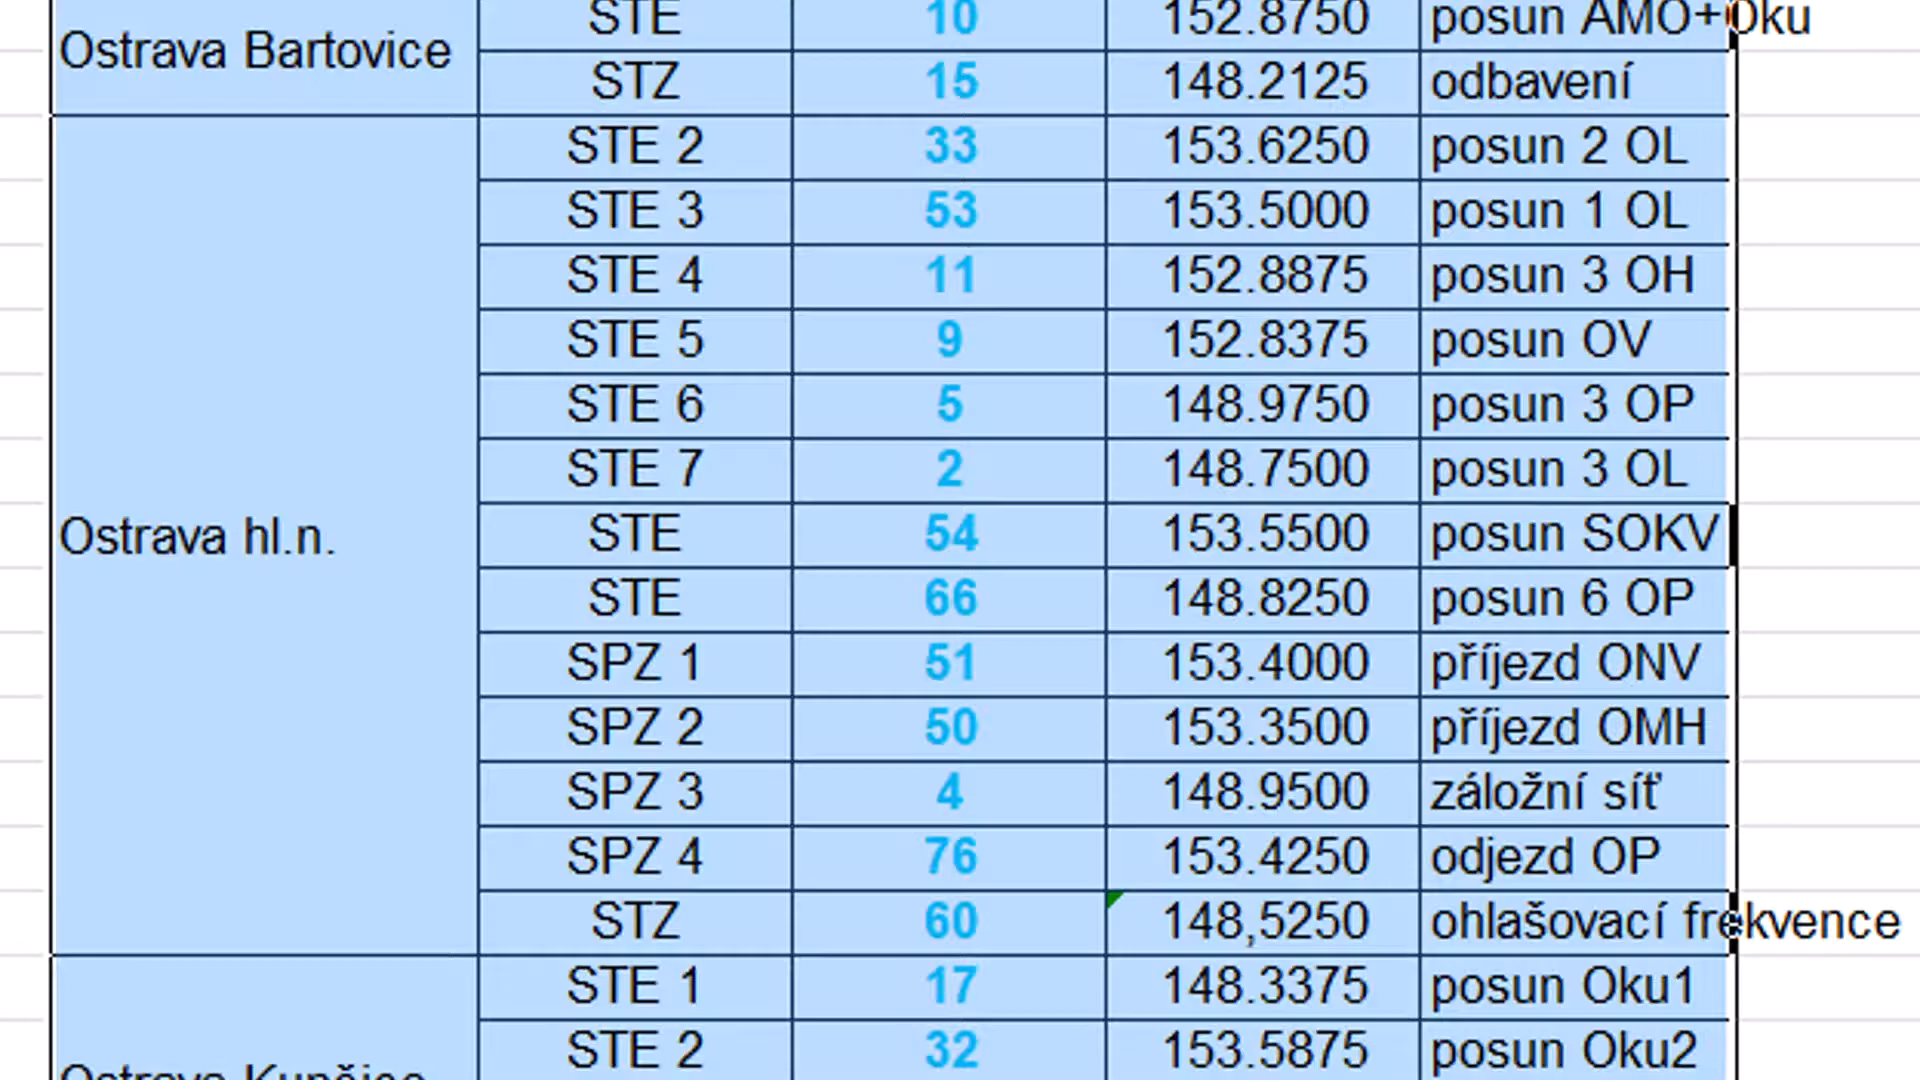 Ostrava Bartovice
STE 10 152.8750 posun AMO+Oku
STZ 15 148.2125 odbavení
Ostrava hl.n.
STE 2 33 153.6250 posun 2 OL
STE 3 53 153.5000 posun 1 OL
STE 4 11 152.8875 posun 3 OH
STE 5 9 152.8375 posun OV
STE 6 5 148.9750 posun 3 OP
STE 7 2 148.7500 posun 3 OL
STE 54 153.5500 posun SOKV
STE 66 148.8250 posun 6 OP
SPZ 1 51 153.4000 příjezd ONV
SPZ 2 50 153.3500 příjezd OMH
SPZ 3 4 148.9500 záložní síť
SPZ 4 76 153.4250 odjezd OP
STZ 60 148,5250 ohlašovací frekvence
Ostrava Kunčice
STE 1 17 148.3375 posun Oku1
STE 2 32 153.5875 posun Oku2